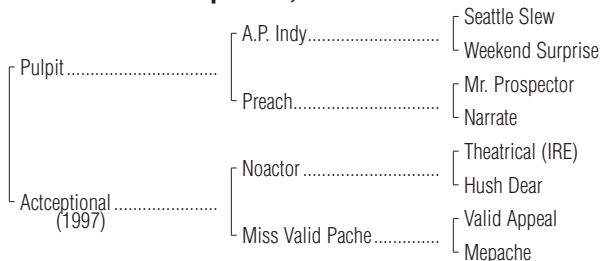 Seattle Slew
A.P. Indy
Weekend Surprise
Pulpit
Mr. Prospector
Preach
Narrate
Theatrical (IRE)
Noactor
Hush Dear
Actceptional
(1997)
Valid Appeal
Miss Valid Pache
Mepache